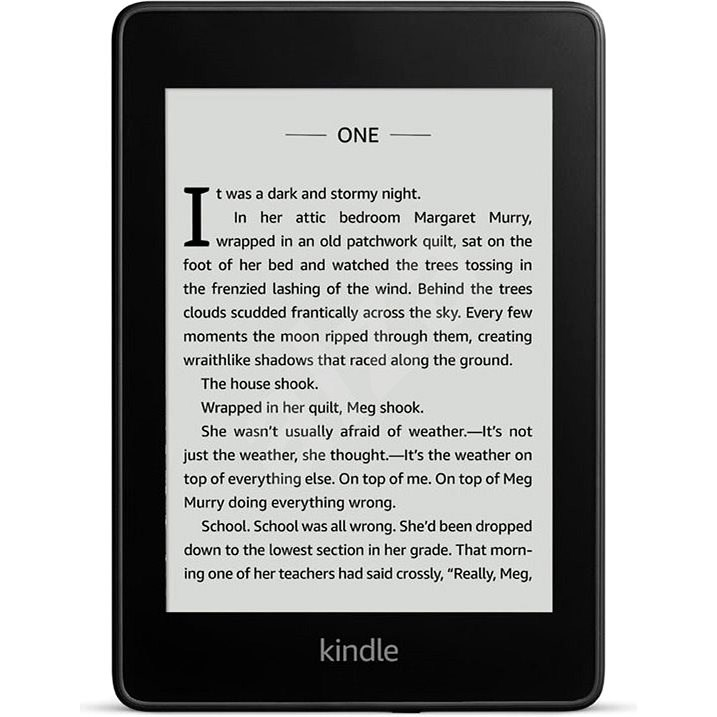 ONE
It was a dark and stormy night.
In her attic bedroom Margaret Murry,
wrapped in an old patchwork quilt, sat on the
foot of her bed and watched the trees tossing in
the frenzied lashing of the wind. Behind the trees
clouds scudded frantically across the sky. Every few
moments the moon ripped through them, creating
wraithlike shadows that raced along the ground.
The house shook.
Wrapped in her quilt, Meg shook.
She wasn't usually afraid of weather.—It's not
just the weather, she thought.—It's the weather on
top of everything else. On top of me. On top of Meg
Murry doing everything wrong.
School. School was all wrong. She'd been dropped
down to the lowest section in her grade. That morn-
ing one of her teachers had said crossly, “Really, Meg,
kindle